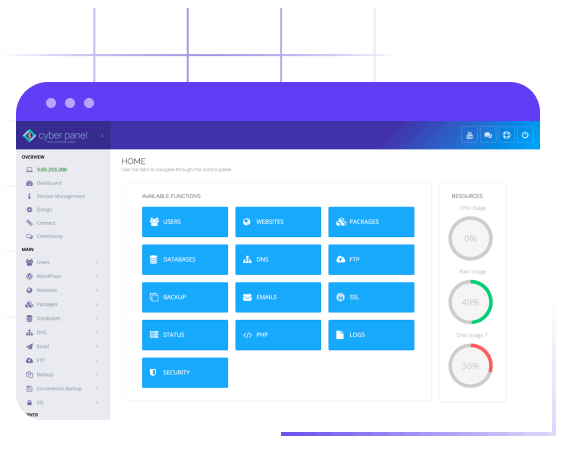 cyber panel
OVERVIEW
3.65.253.200
Dashboard
Version Management
Design
Connect
Community
MAIN
Users
WordPress
Websites
Packages
Databases
DNS
Email
FTP
Backup
Incremental Backup
SSL
HOME
Use the tabs to navigate through the control panel
AVAILABLE FUNCTIONS
USERS
WEBSITES
PACKAGES
DATABASES
DNS
FTP
BACKUP
EMAILS
SSL
STATUS
PHP
LOGS
SECURITY
RESOURCES
CPU Usage
0%
Ram Usage
49%
Disk Usage '/'
30%